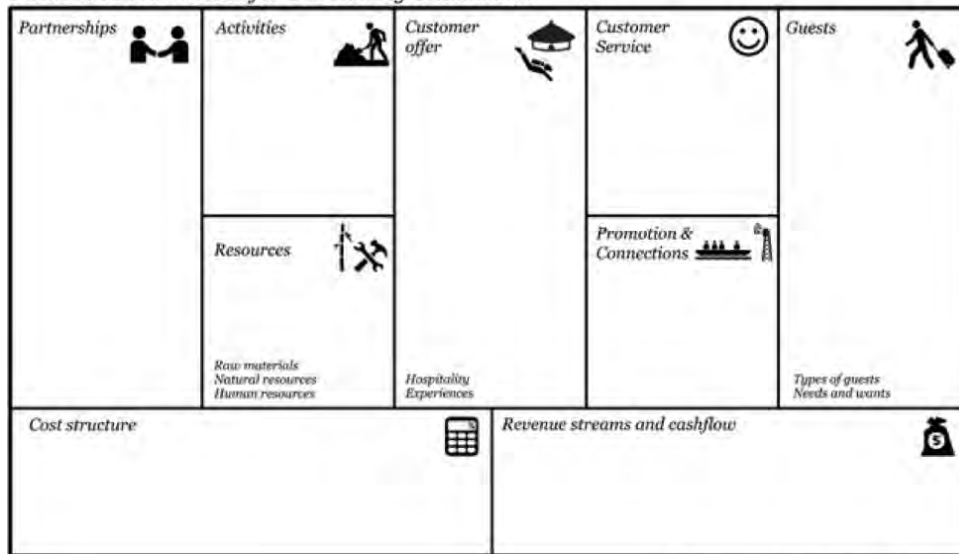 Partnerships
Activities
Customer
offer
Customer
Service
Guests
Resources
Raw materials
Natural resources
Human resources
Hospitality
Experiences
Promotion &
Connections
Types of guests
Needs and wants
Cost structure
Revenue streams and cashflow
$